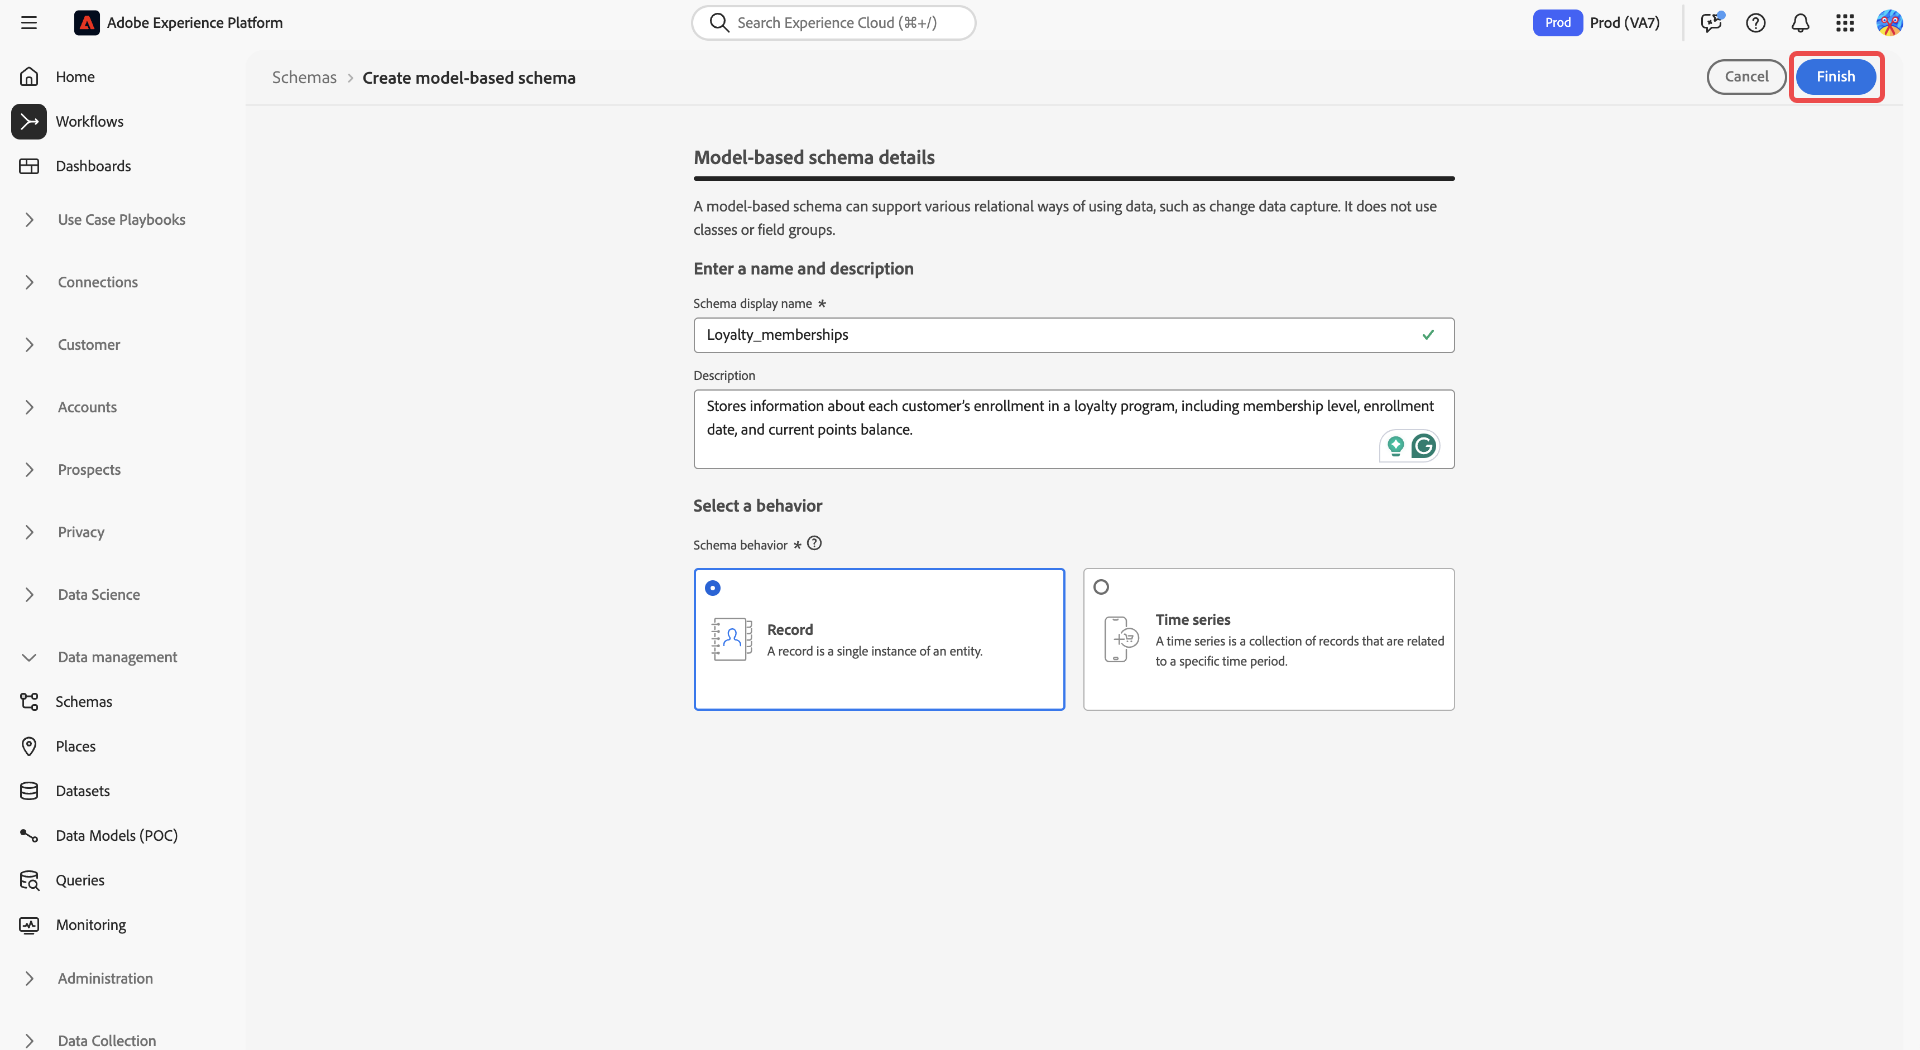 Adobe Experience Platform
Search Experience Cloud (⌘+/)
Prod
Prod (VA7)
Home
Workflows
Dashboards
Use Case Playbooks
Connections
Customer
Accounts
Prospects
Privacy
Data Science
Data management
Schemas
Places
Datasets
Data Models (POC)
Queries
Monitoring
Administration
Data Collection
Schemas
Create model-based schema
Cancel
Finish
Model-based schema details
A model-based schema can support various relational ways of using data, such as change data capture. It does not use
classes or field groups.
Enter a name and description
Schema display name *
Loyalty_memberships
Description
Stores information about each customer's enrollment in a loyalty program, including membership level, enrollment
date, and current points balance.
Select a behavior
Schema behavior *
Record
A record is a single instance of an entity.
Time series
A time series is a collection of records that are related
to a specific time period.